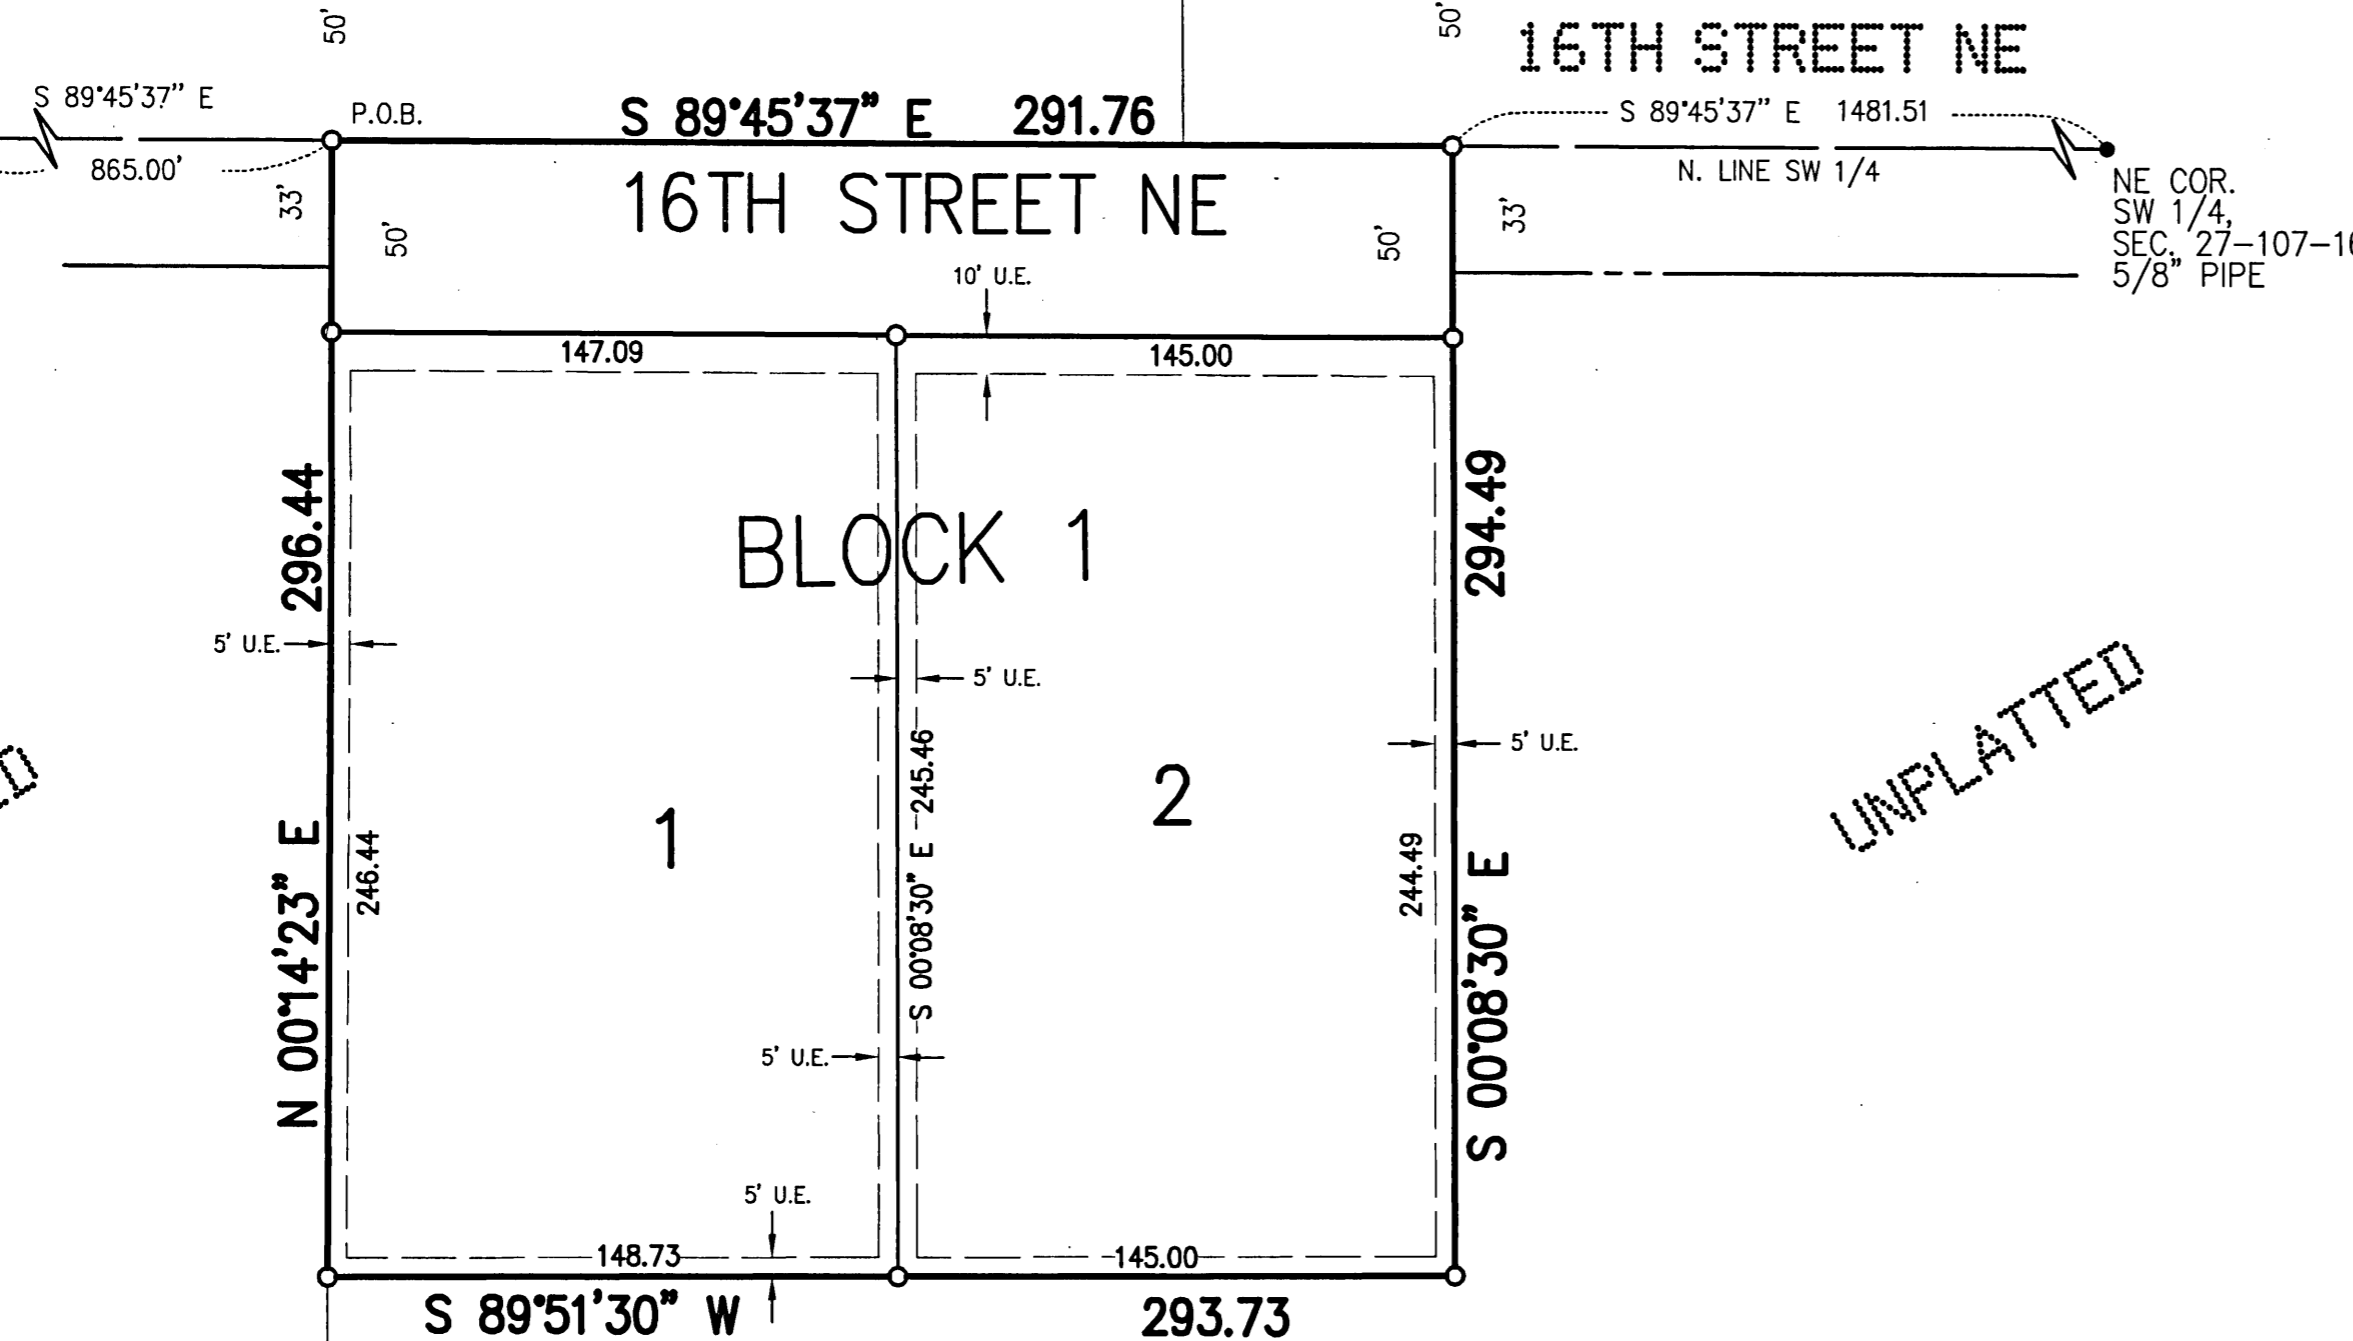 50'
50'
16TH STREET NE
S 89°45'37" E
P.O.B.
S 89°45'37" E 291.76
S 89°45'37" E 1481.51
865.00'
N. LINE SW 1/4
33'
50'
16TH STREET NE
50'
33'
NE COR.
SW 1/4,
SEC. 27-107-16
5/8" PIPE
10' U.E.
147.09
145.00
296.44
294.49
BLOCK 1
5' U.E.
5' U.E.
5' U.E.
UNPLATTED
D
1
2
246.44
S 00°08'30" E 245.46
244.49
N 00°14'23" E
S 00°08'30" E
5' U.E.
5' U.E.
148.73
145.00
S 89°51'30" W 293.73